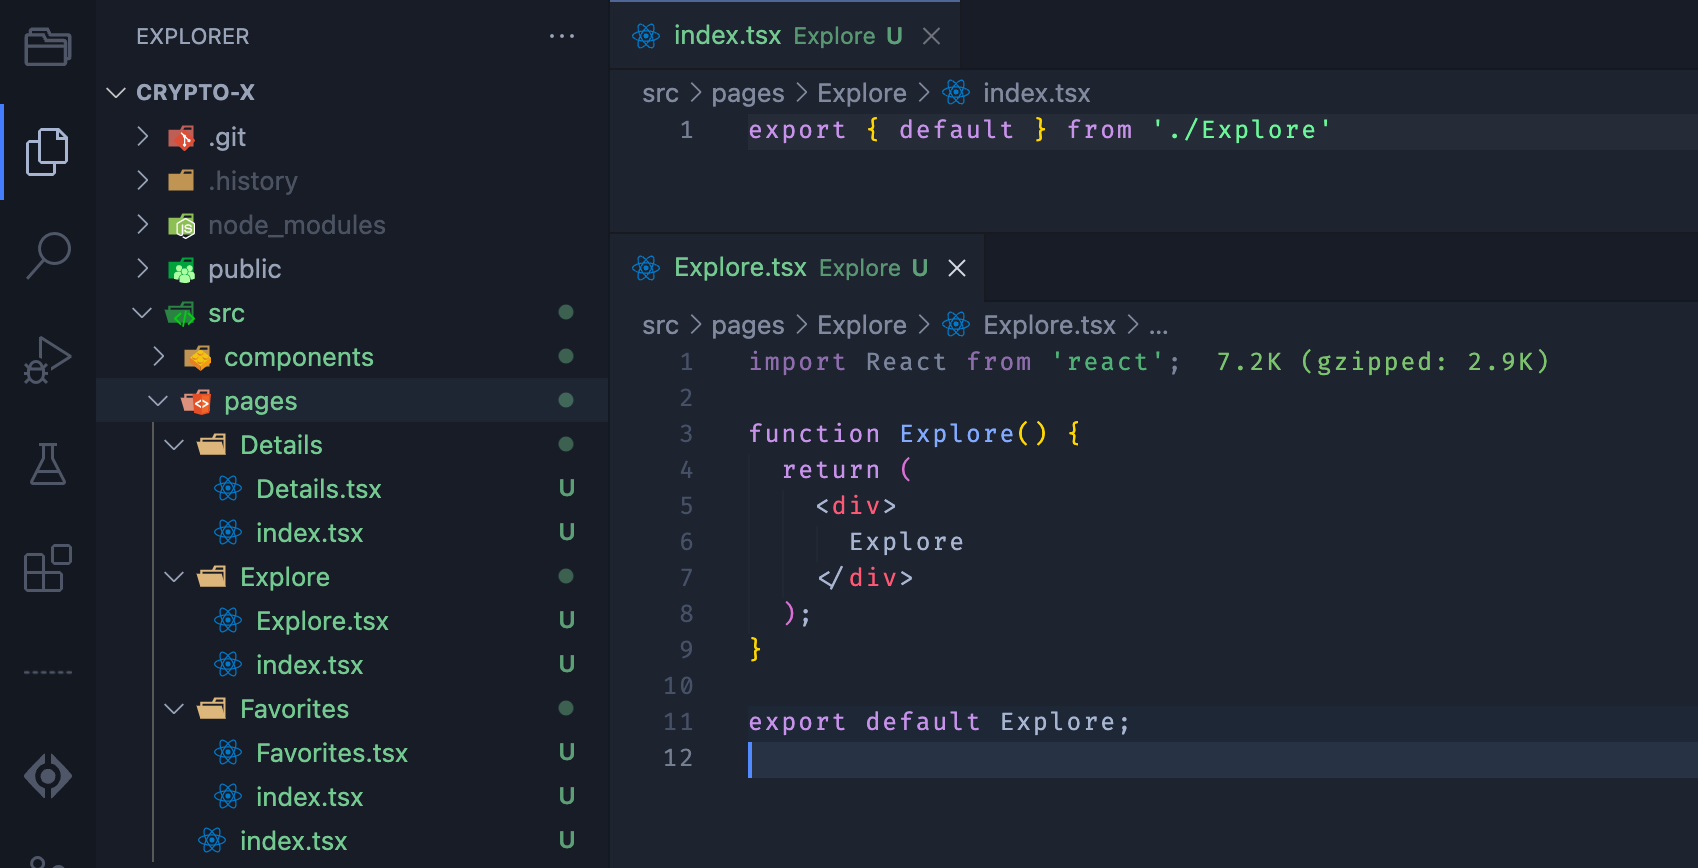 EXPLORER
CRYPTO-X
.git
.history
node_modules
public
src
components
pages
Details
Details.tsx U
index.tsx U
Explore
Explore.tsx U
index.tsx U
Favorites
Favorites.tsx U
index.tsx U
index.tsx U
index.tsx Explore U
src > pages > Explore > index.tsx
1 export { default } from './Explore'
Explore.tsx Explore U
src > pages > Explore > Explore.tsx > ...
1 import React from 'react'; 7.2K (gzipped: 2.9K)
2
3 function Explore() {
4 return (
5 <div>
6 Explore
7 </div>
8 );
9 }
10
11 export default Explore;
12